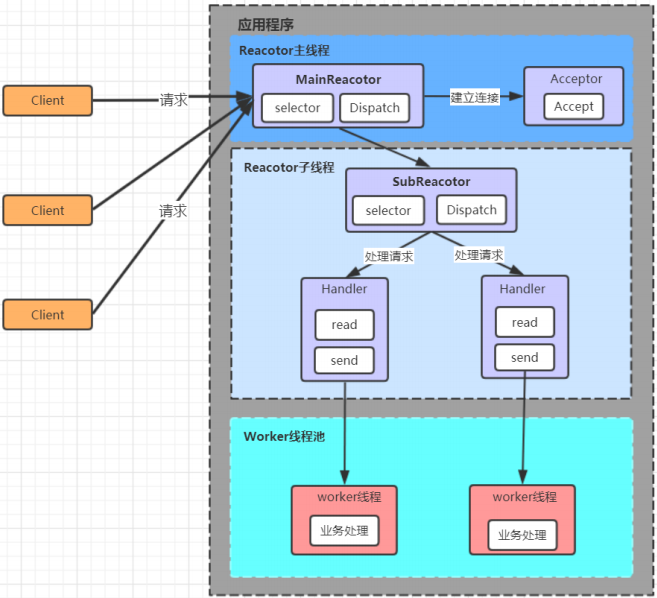 应用程序
Reacotor主线程
MainReacotor
selector
Dispatch
建立连接
Acceptor
Accept
Client
请求
Client
请求
Client
Reacotor子线程
SubReacotor
selector
Dispatch
处理请求
处理请求
Handler
read
send
Handler
read
send
Worker线程池
worker线程
业务处理
worker线程
业务处理